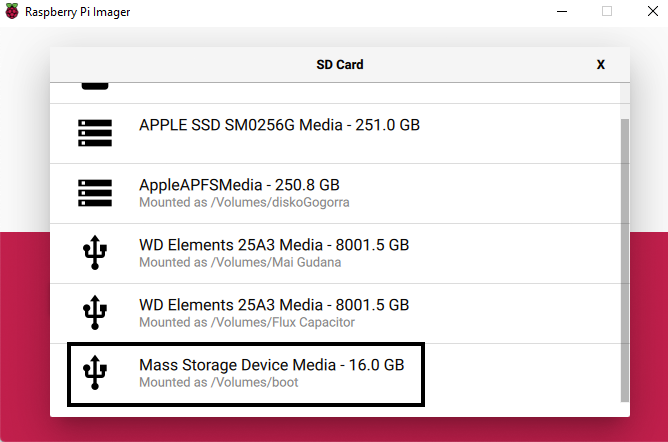 Raspberry Pi Imager
SD Card
X
APPLE SSD SM0256G Media - 251.0 GB
AppleAPFSMedia - 250.8 GB
Mounted as /Volumes/diskoGogorra
WD Elements 25A3 Media - 8001.5 GB
Mounted as /Volumes/Mai Gudana
WD Elements 25A3 Media - 8001.5 GB
Mounted as /Volumes/Flux Capacitor
Mass Storage Device Media - 16.0 GB
Mounted as /Volumes/boot